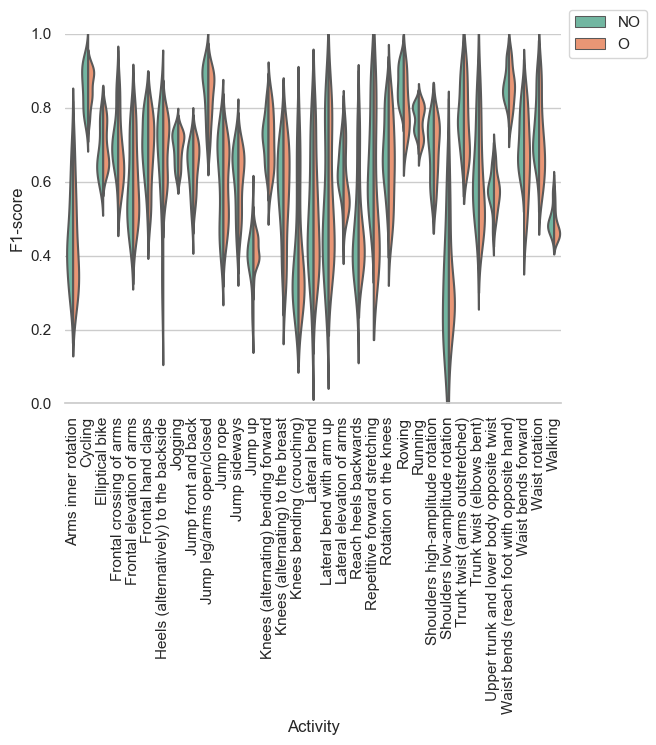 NO
O
1.0
0.8
0.6
0.4
0.2
0.0
F1-score
Arms inner rotation
Cycling
Elliptical bike
Frontal crossing of arms
Frontal elevation of arms
Frontal hand claps
Heels (alternatively) to the backside
Jogging
Jump front and back
Jump leg/arms open/closed
Jump rope
Jump sideways
Jump up
Knees (alternating) bending forward
Knees (alternating) to the breast
Knees bending (crouching)
Lateral bend
Lateral bend with arm up
Lateral elevation of arms
Reach heels backwards
Repetitive forward stretching
Rotation on the knees
Rowing
Running
Shoulders high-amplitude rotation
Shoulders low-amplitude rotation
Trunk twist (arms outstretched)
Trunk twist (elbows bent)
Upper trunk and lower body opposite twist
Waist bends (reach foot with opposite hand)
Waist bends forward
Waist rotation
Walking
Activity